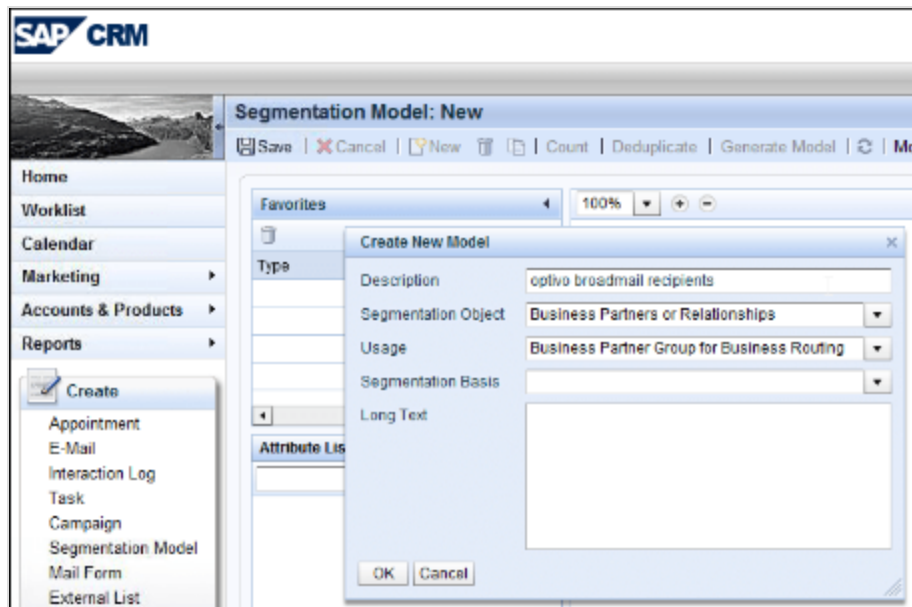 SAP CRM
Segmentation Model: New
Save | Cancel | New | Count | Deduplicate | Generate Model | Mo
Home
Worklist
Calendar
Marketing
Accounts & Products
Reports
Create
Appointment
E-Mail
Interaction Log
Task
Campaign
Segmentation Model
Mail Form
External List
Favorites
100%
Type
Attribute Lis
Create New Model
Description optivo broadmail recipients
Segmentation Object Business Partners or Relationships
Usage Business Partner Group for Business Routing
Segmentation Basis
Long Text
OK Cancel